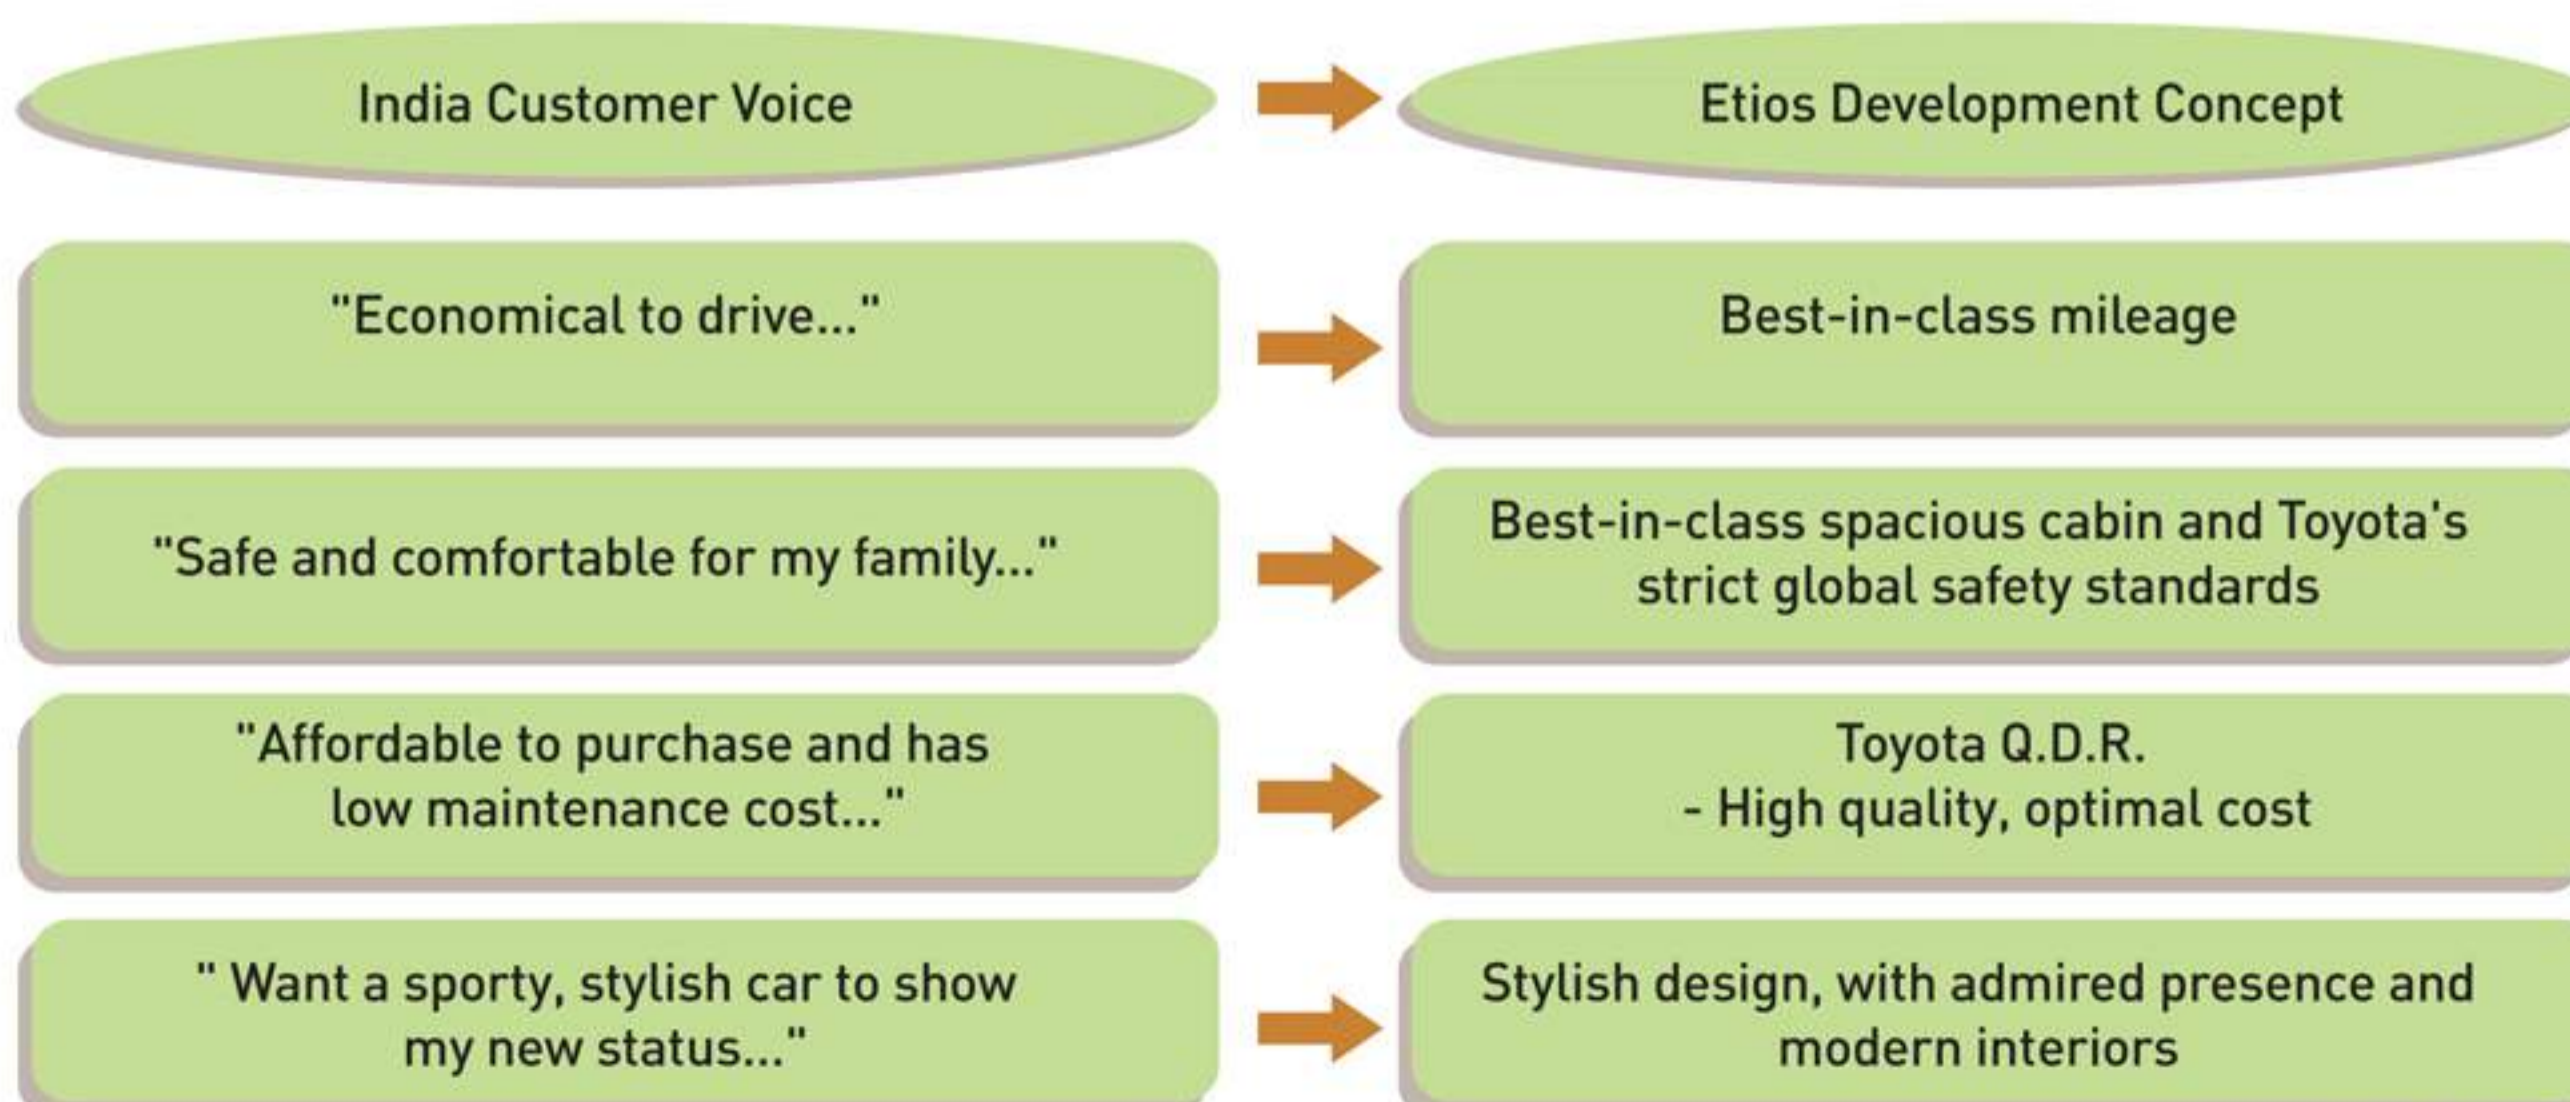 India Customer Voice
Etios Development Concept
"Economical to drive..."
Best-in-class mileage
"Safe and comfortable for my family..."
Best-in-class spacious cabin and Toyota's
strict global safety standards
"Affordable to purchase and has
low maintenance cost..."
Toyota Q.D.R.
- High quality, optimal cost
" Want a sporty, stylish car to show
my new status..."
Stylish design, with admired presence and
modern interiors